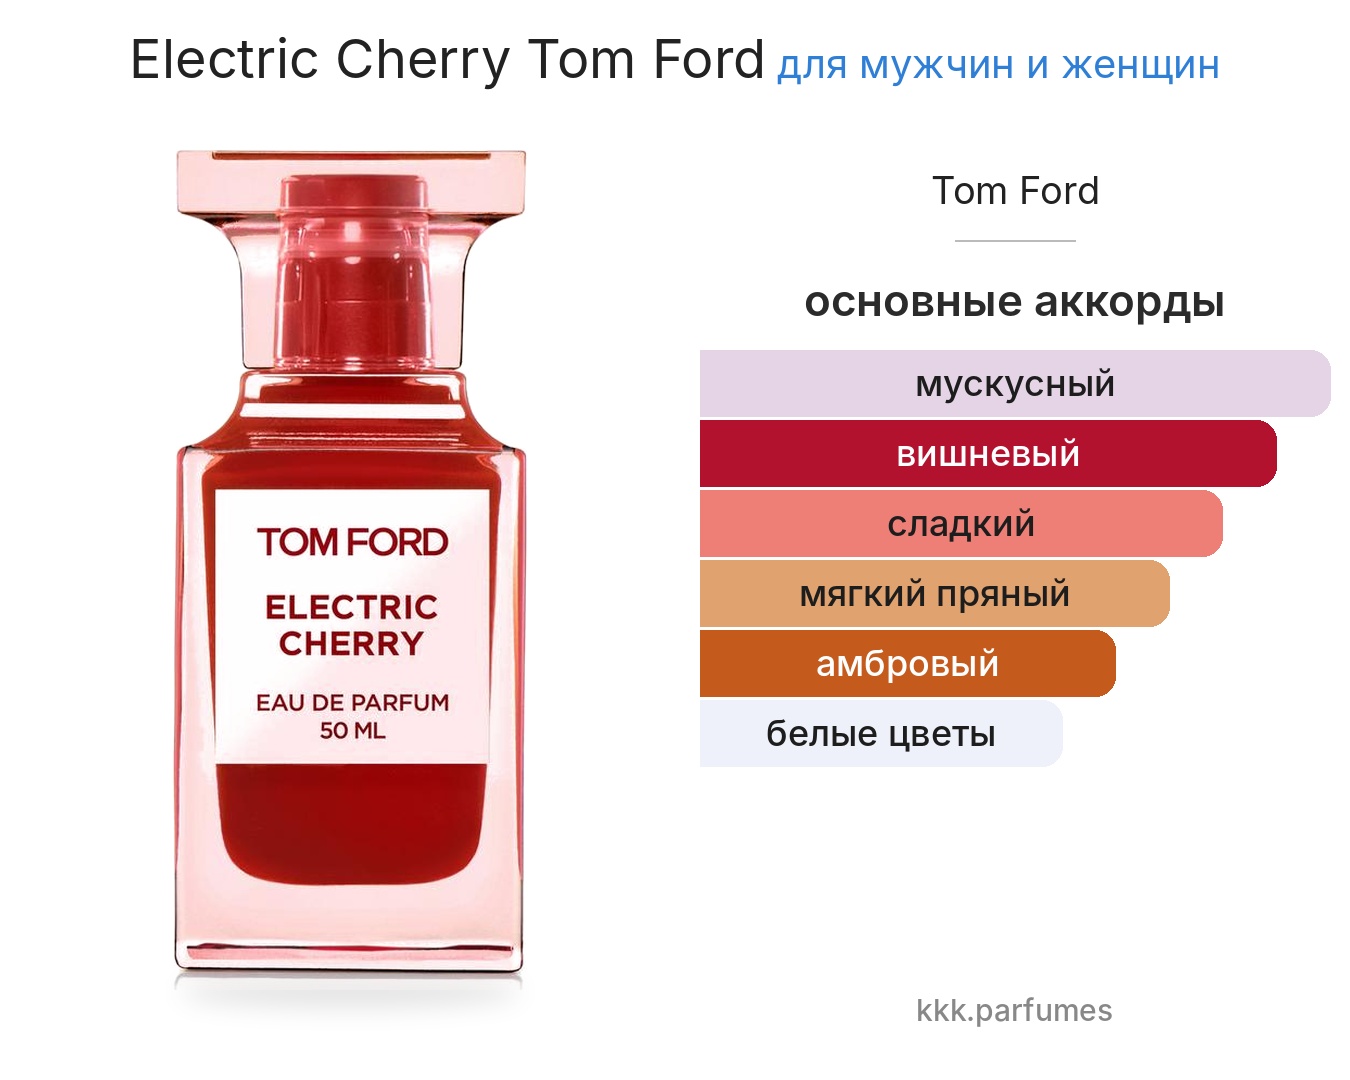 Electric Cherry Tom Ford для мужчин и женщин
TOM FORD
ELECTRIC
CHERRY
EAU DE PARFUM
50 ML
Tom Ford
основные аккорды
мускусный
вишневый
сладкий
мягкий пряный
амбровый
белые цветы
kkk.parfumes